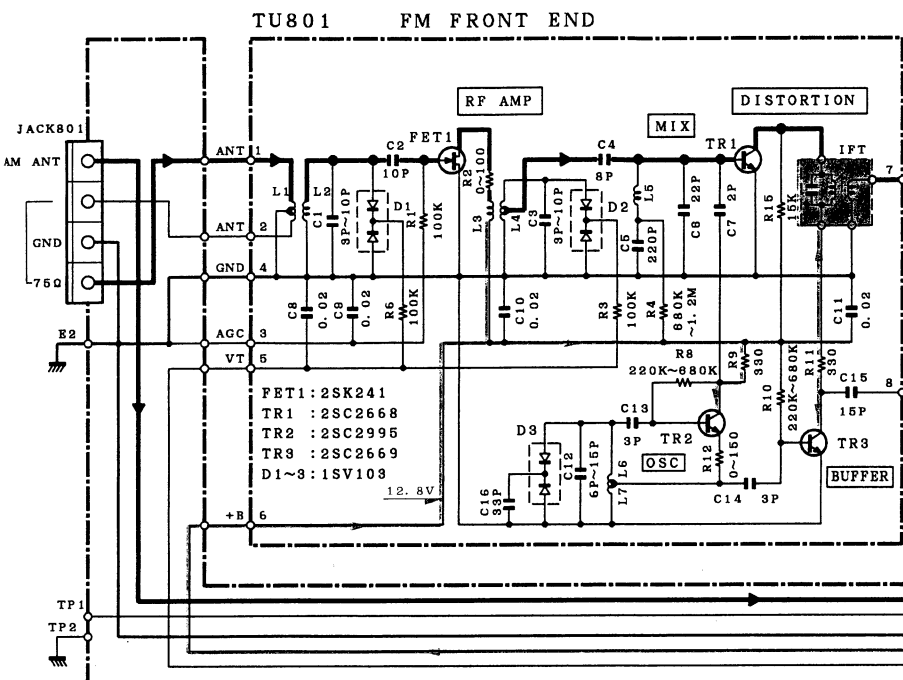 TU801 FM FRONT END
RF AMP
DISTORTION
MIX
JACK801
AM ANT
GND
75Ω
E2
TP1
TP2
ANT 1
ANT 2
GND 4
AGC 3
VT 5
+B 6
7
8
L1
L2
C1
3P~10P
D1
C2
10P
R1
100K
FET1
R2
0~100
L3
L4
C3
3P~10P
D2
C4
8P
L5
C5
220P
C6
22P
C7
2P
TR1
R15
15K
IFT
C8
0.02
C9
0.02
R6
100K
C10
0.02
R3
100K
R4
680K
~1.2M
C11
0.02
R8
220K~680K
R9
330
R10
220K~680K
R11
330
C15
15P
FET1:2SK241
TR1 :2SC2668
TR2 :2SC2995
TR3 :2SC2669
D1~3:1SV103
12.8V
D3
C16
33P
C12
6P~15P
L6
L7
C13
3P
TR2
OSC
R12
0~150
C14 3P
TR3
BUFFER